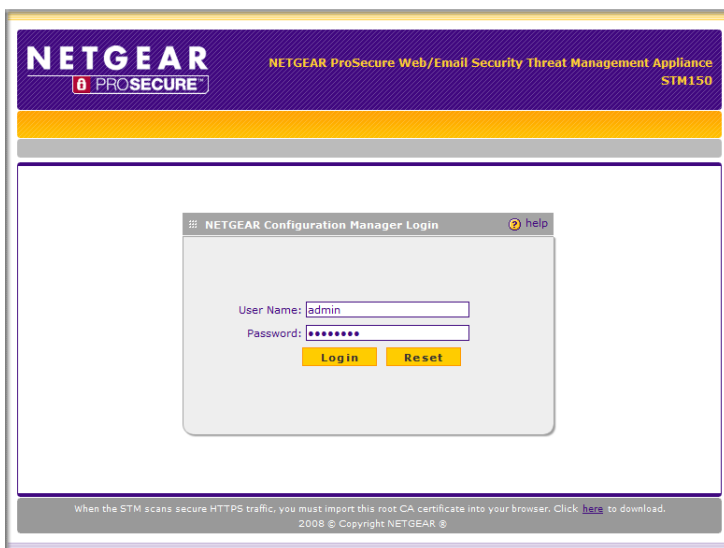 NETGEAR
PROSECURE™
NETGEAR ProSecure Web/Email Security Threat Management Appliance
STM150
NETGEAR Configuration Manager Login
? help
User Name: admin
Password: ••••••••
Login Reset
When the STM scans secure HTTPS traffic, you must import this root CA certificate into your browser. Click here to download.
2008 © Copyright NETGEAR ®